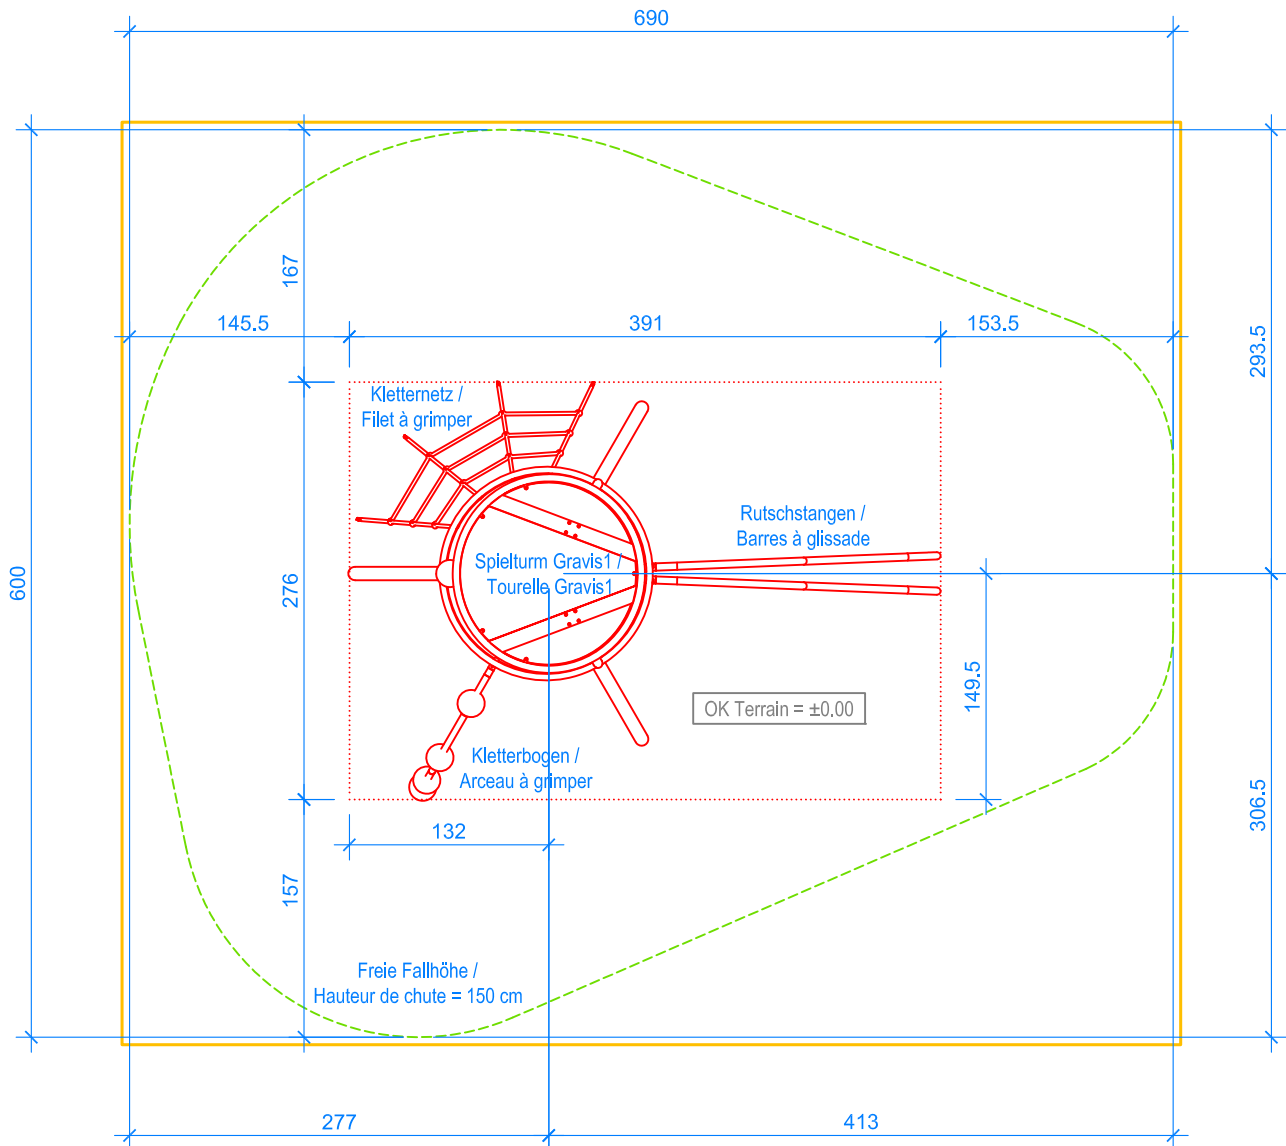 690
167
145.5
391
153.5
293.5
Kletternetz /
Filet à grimper
Rutschstangen /
Barres à glissade
Spielturm Gravis1 /
Tourelle Gravis1
600
276
149.5
OK Terrain = ±0.00
Kletterbogen /
Arceau à grimper
306.5
132
157
Freie Fallhöhe /
Hauteur de chute = 150 cm
277
413